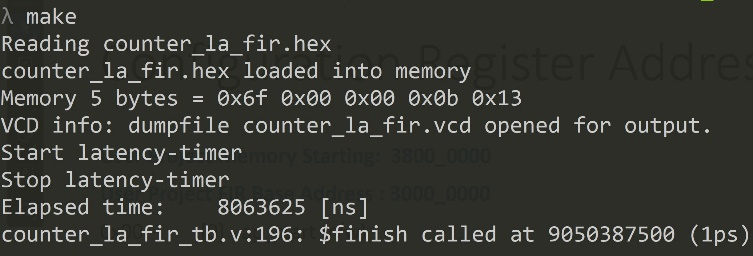 λ make
Reading counter_la_fir.hex
counter_la_fir.hex loaded into memory
Memory 5 bytes = 0x6f 0x00 0x00 0x0b 0x13
VCD info: dumpfile counter_la_fir.vcd opened for output.
Start latency-timer
Stop latency-timer
Elapsed time:    8063625 [ns]
counter_la_fir_tb.v:196: $finish called at 9050387500 (1ps)